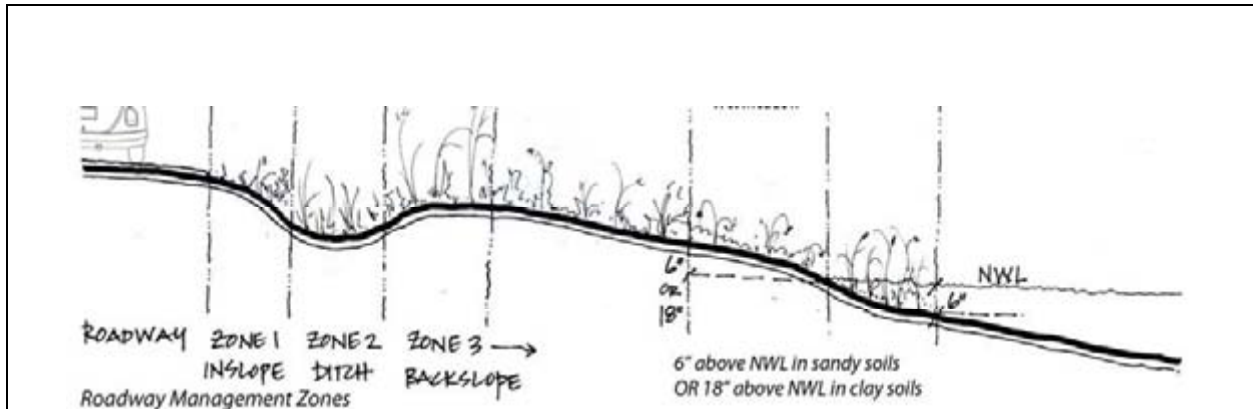 NWL
6"
OR
18"
6"
ROADWAY
ZONE 1
INSLOPE
ZONE 2
DITCH
ZONE 3
BACKSLOPE
6" above NWL in sandy soils
OR 18" above NWL in clay soils
Roadway Management Zones